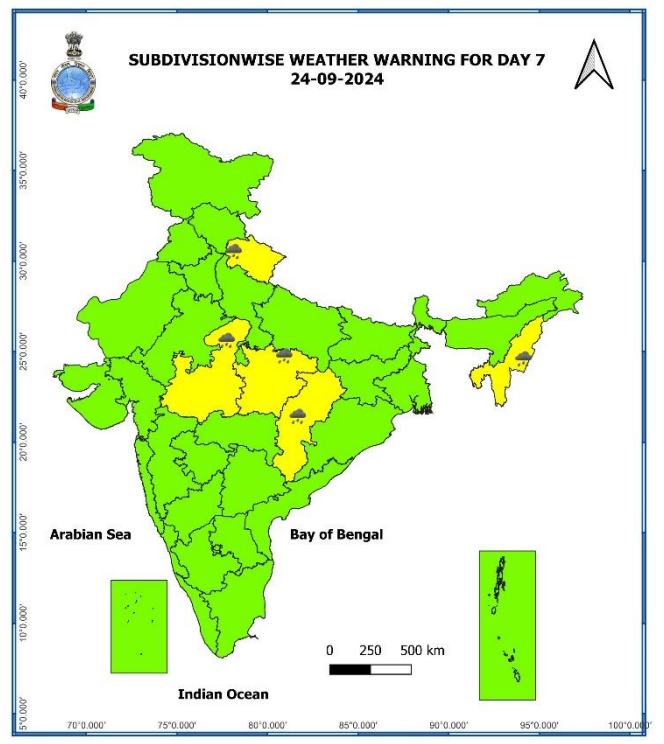 SUBDIVISIONWISE WEATHER WARNING FOR DAY 7
24-09-2024
40°0.000'
35°0.000'
30°0.000'
25°0.000'
20°0.000'
15°0.000'
10°0.000'
5°0.000'
Arabian Sea
Bay of Bengal
0 250 500 km
Indian Ocean
70°0.000' 75°0.000' 80°0.000' 85°0.000' 90°0.000' 95°0.000' 100°0.000'